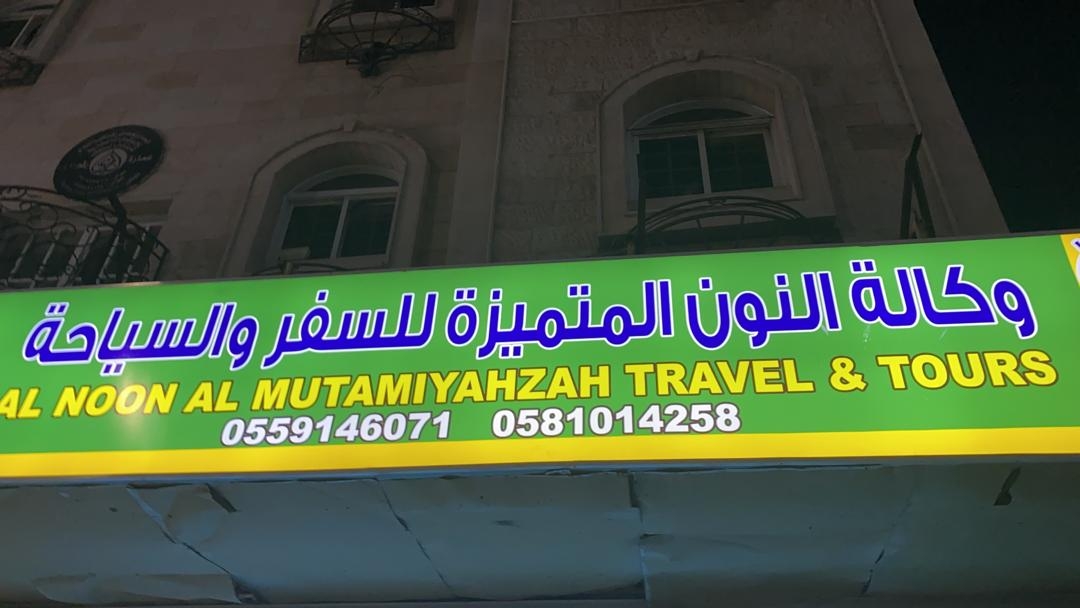 وكالة النون المتميزة للسفر والسياحة
AL NOON AL MUTAMIYAHZAH TRAVEL & TOURS
0559146071 0581014258